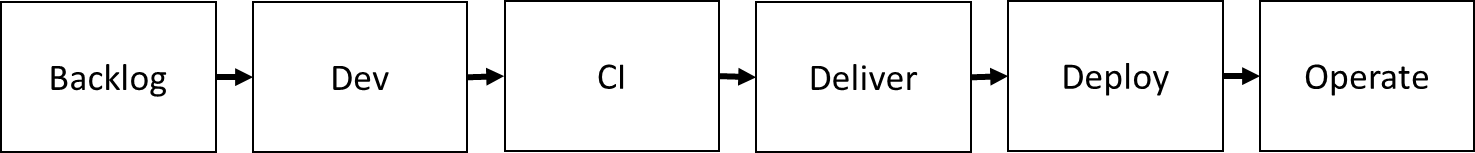 Backlog
Dev
CI
Deliver
Deploy
Operate